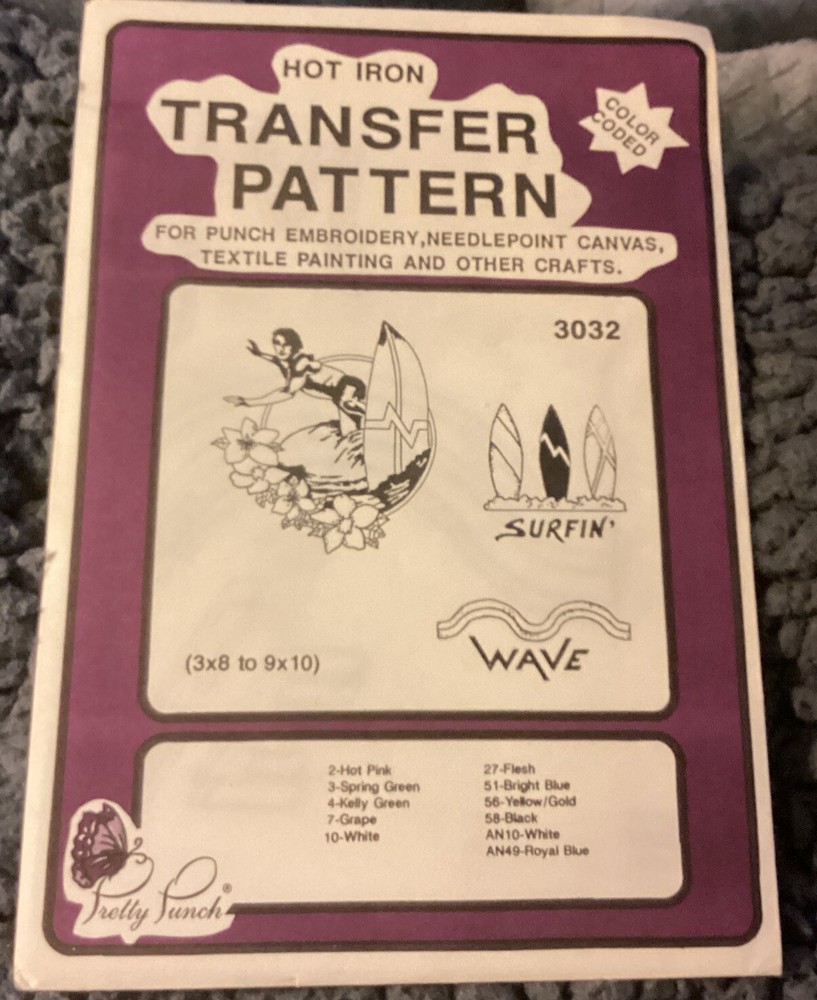 HOT IRON
TRANSFER
PATTERN
COLOR
CODED
FOR PUNCH EMBROIDERY,NEEDLEPOINT CANVAS,
TEXTILE PAINTING AND OTHER CRAFTS.
3032
SURFIN'
WAVE
(3x8 to 9x10)
2-Hot Pink
3-Spring Green
4-Kelly Green
7-Grape
10-White
27-Flesh
51-Bright Blue
56-Yellow/Gold
58-Black
AN10-White
AN49-Royal Blue
Pretty Punch®